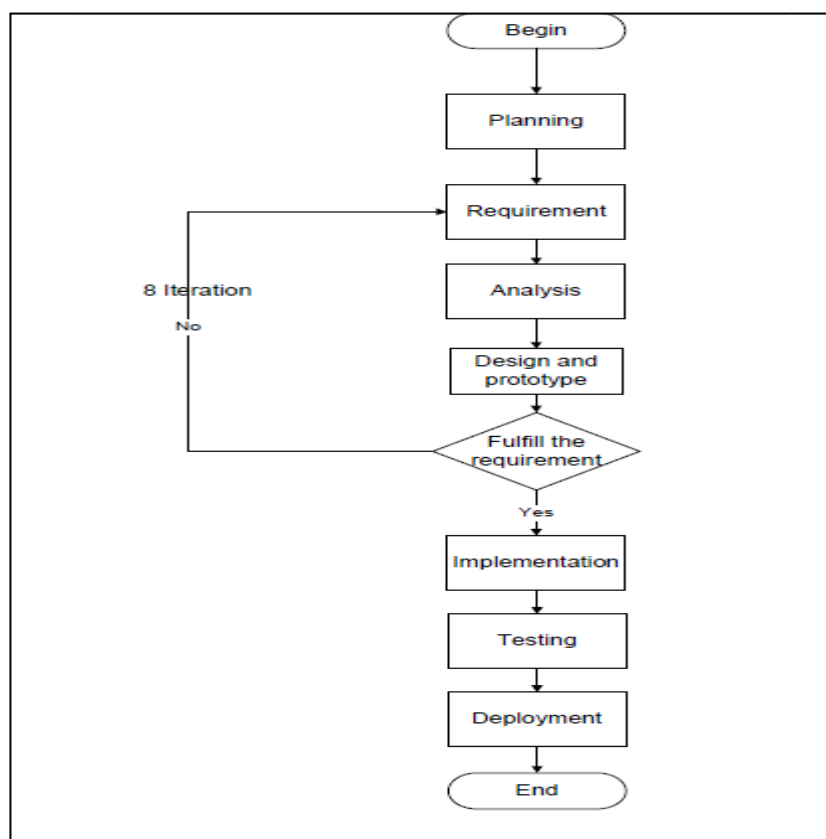 Begin
Planning
Requirement
8 Iteration
No
Analysis
Design and
prototype
Fulfill the
requirement
Yes
Implementation
Testing
Deployment
End